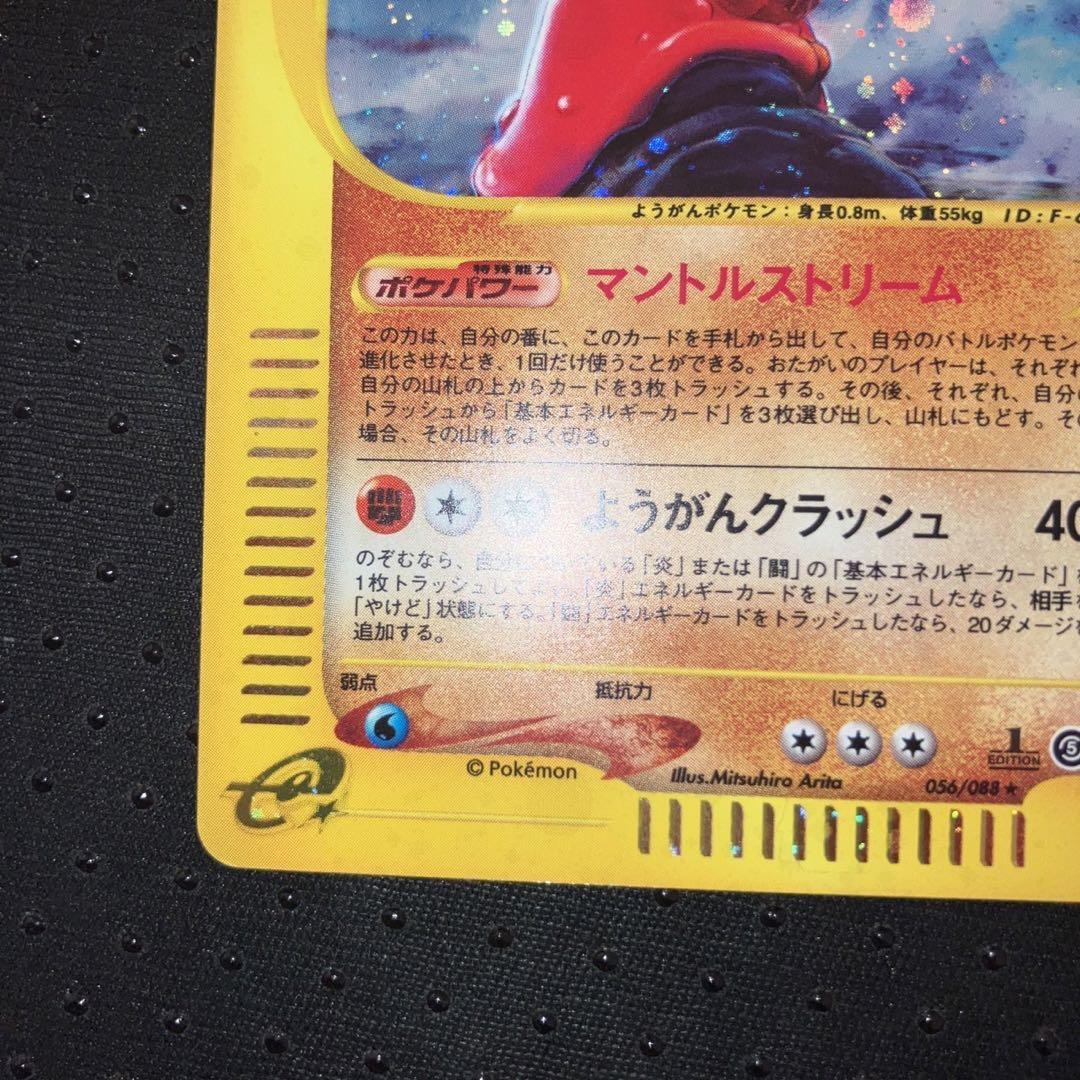 ようがんポケモン：身長0.8m、体重55kg ID:F-
特殊能力
ポケパワー マントルストリーム
この力は、自分の番に、このカードを手札から出して、自分のバトルポケモン
進化させたとき、1回だけ使うことができる。おたがいのプレイヤーは、それぞれ
自分の山札の上からカードを3枚トラッシュする。その後、それぞれ、自分
トラッシュから「基本エネルギーカード」を3枚選び出し、山札にもどす。そ
場合、その山札をよく切る。
ようがんクラッシュ 40
のぞむなら、自分 いる「炎」または「闘」の「基本エネルギーカード」
1枚トラッシュして 「炎」エネルギーカードをトラッシュしたなら、相手
「やけど」状態にする。「闘」エネルギーカードをトラッシュしたなら、20ダメージ
追加する。
弱点 抵抗力 にげる
1
EDITION
5
© Pokémon
Illus.Mitsuhiro Arita
056/088★
e